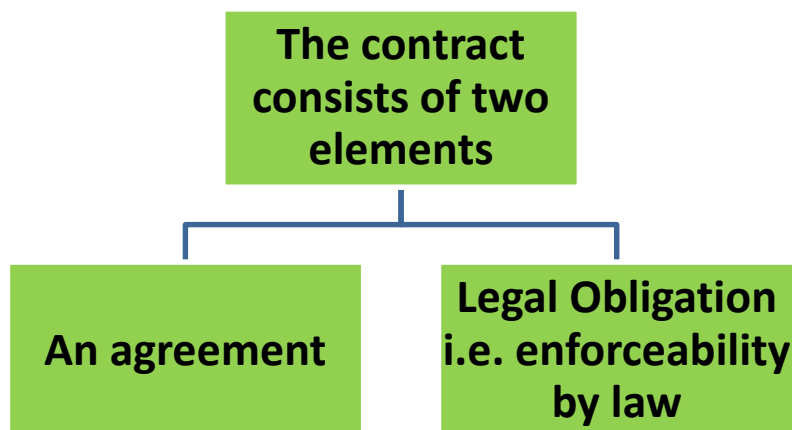 The contract
consists of two
elements
An agreement
Legal Obligation
i.e. enforceability
by law